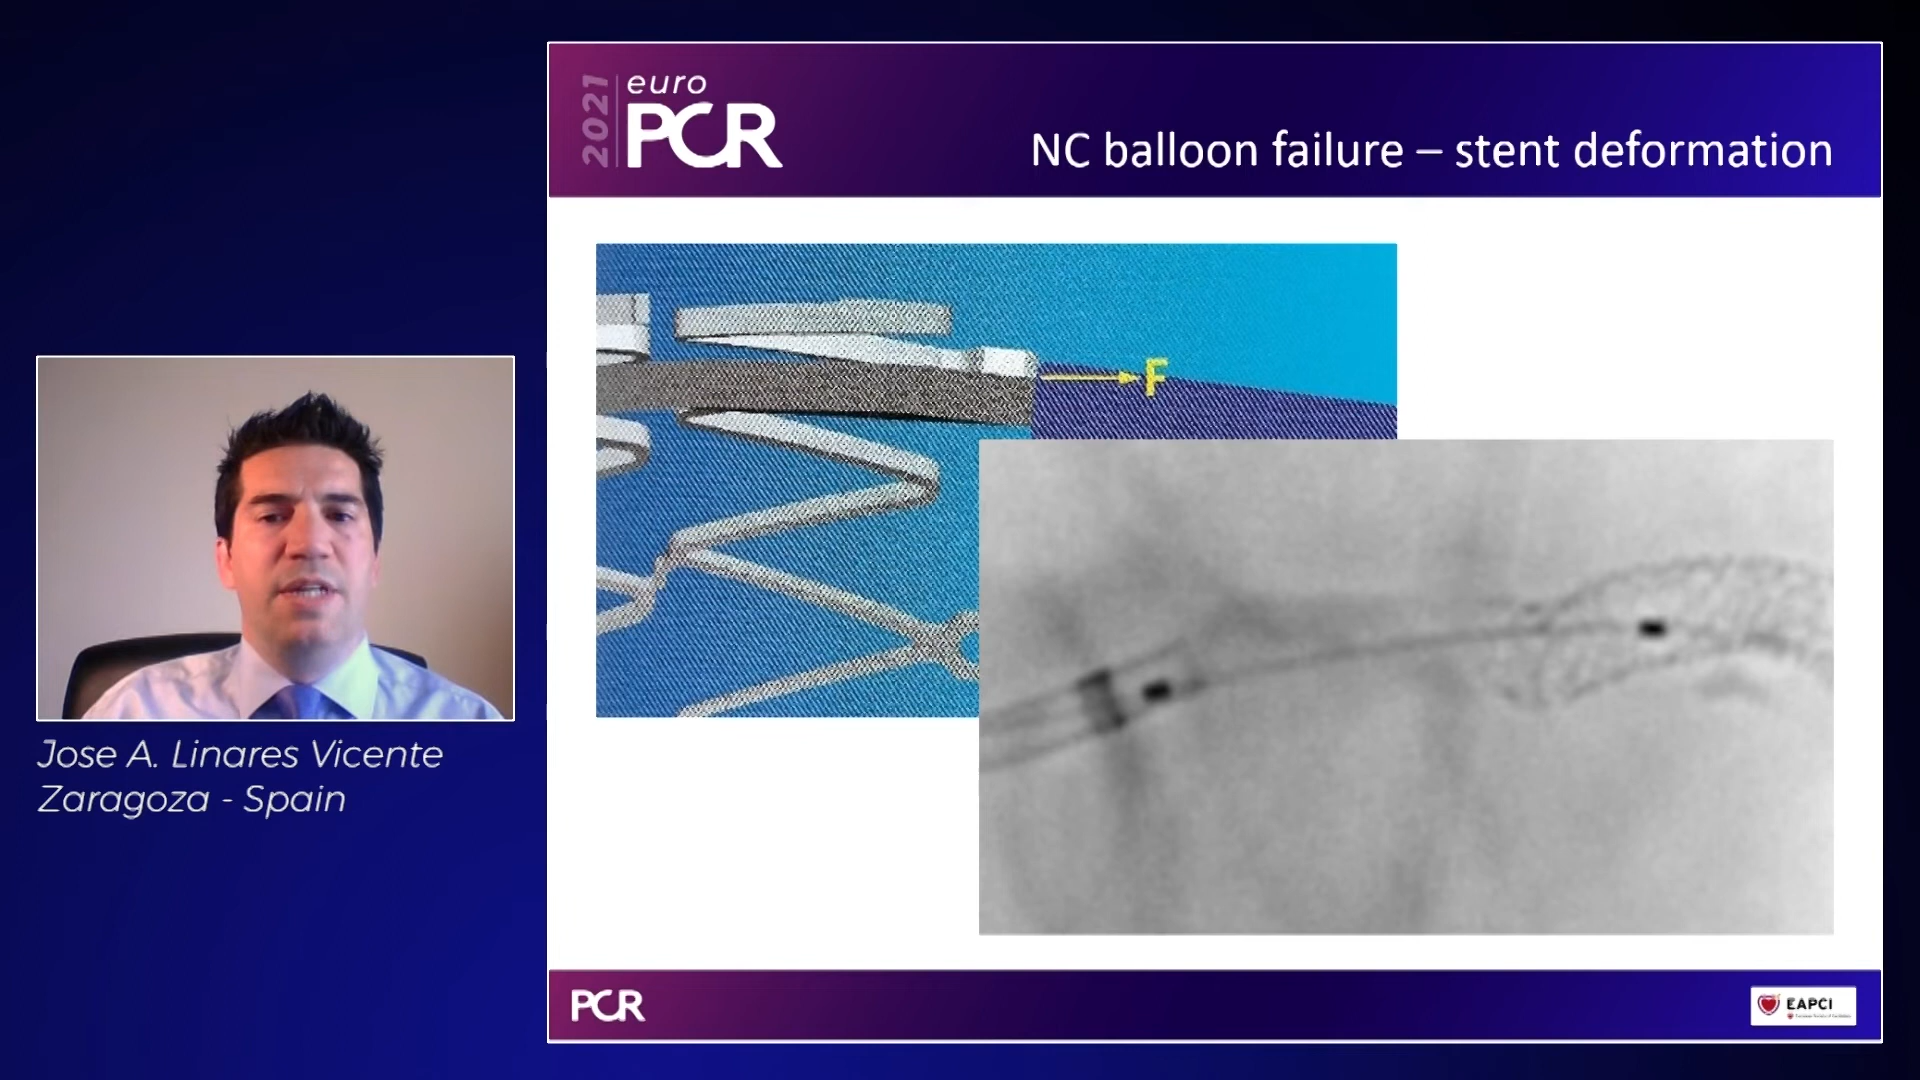 2021
euro
PCR
NC balloon failure – stent deformation
F
Jose A. Linares Vicente
Zaragoza - Spain
PCR
EAPCI